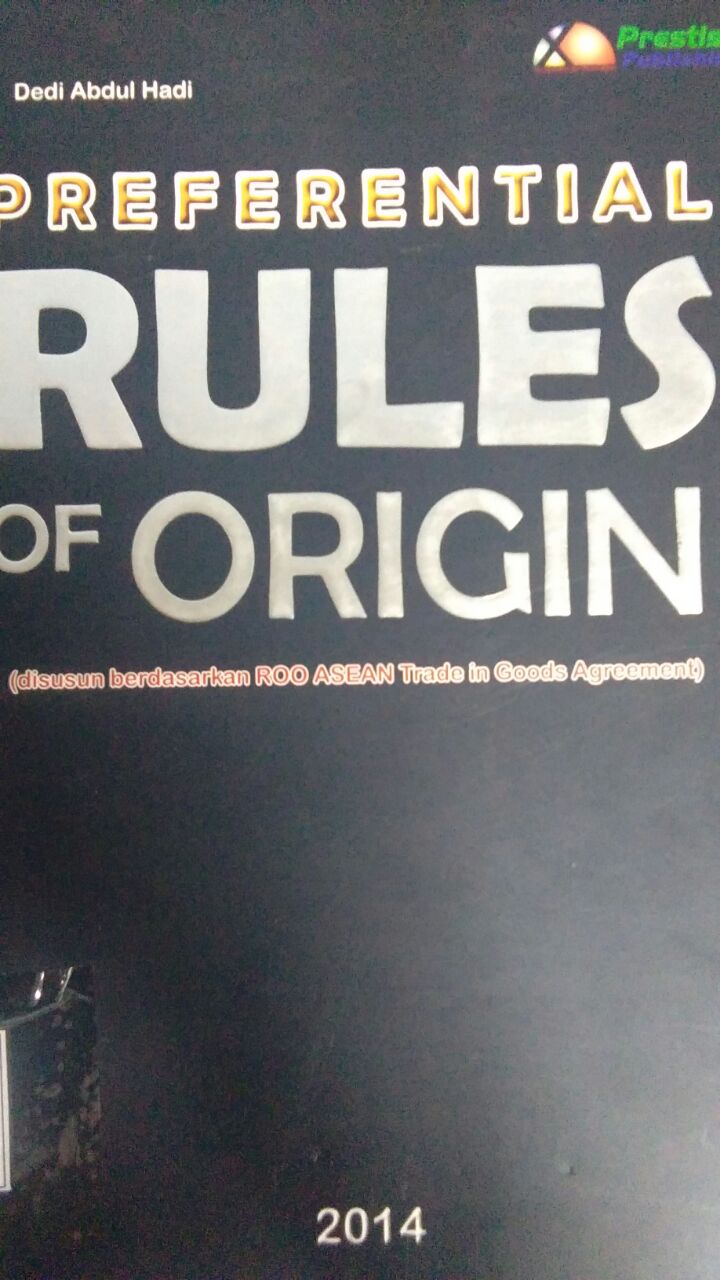 Dedi Abdul Hadi
PREFERENTIAL
RULES
OF ORIGIN
(disusun berdasarkan ROO ASEAN Trade in Goods Agreement)
2014